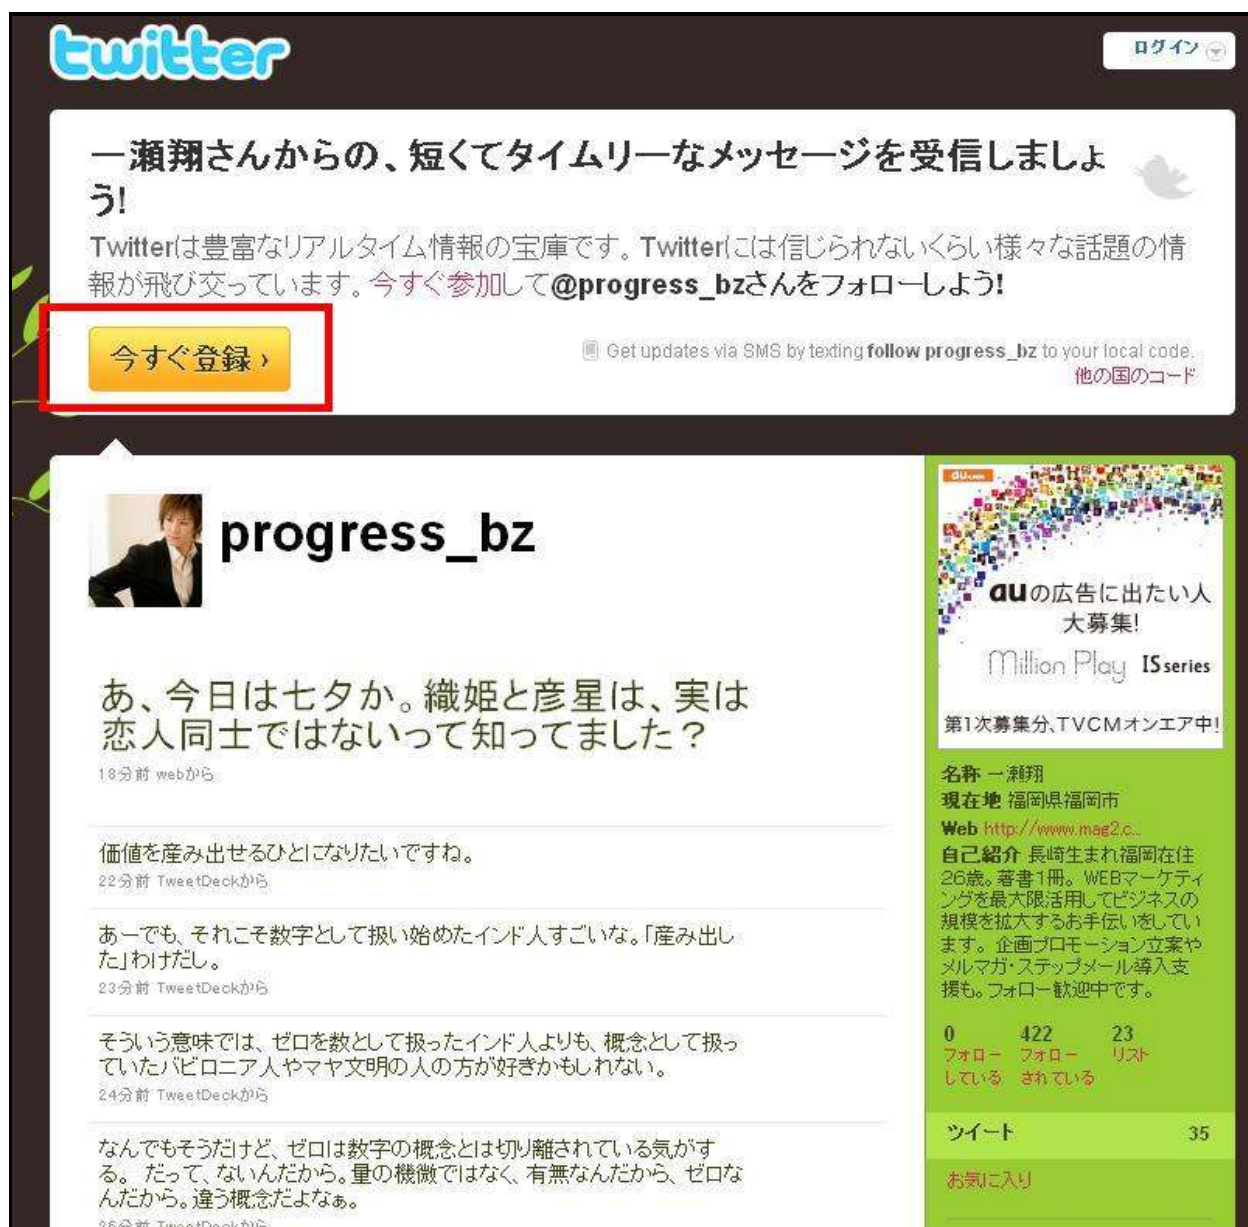 twitter
ログイン
一瀬翔さんからの、短くてタイムリーなメッセージを受信しましょ
う!
Twitterは豊富なリアルタイム情報の宝庫です。Twitterには信じられないくらい様々な話題の情
報が飛び交っています。今すぐ参加して@progress_bzさんをフォローしよう!
今すぐ登録 ›
Get updates via SMS by texting follow progress_bz to your local code.
他の国のコード
progress_bz
あ、今日は七夕か。織姫と彦星は、実は
恋人同士ではないって知ってました？
18分前 webから
価値を産み出せるひとになりたいですね。
22分前 TweetDeckから
あーでも、それこそ数字として扱い始めたインド人すごいな。「産み出し
た」わけだし。
23分前 TweetDeckから
そういう意味では、ゼロを数として扱ったインド人よりも、概念として扱っ
ていたバビロニア人やマヤ文明の人の方が好きかもしれない。
24分前 TweetDeckから
なんでもそうだけど、ゼロは数字の概念とは切り離されている気がす
る。 だって、ないんだから。量の機微ではなく、有無なんだから、ゼロな
んだから。違う概念だよなぁ。
TweetDeckから
au
auの広告に出たい人
大募集!
Million Play IS series
第1次募集分、TVCMオンエア中!
名称 一瀬翔
現在地 福岡県福岡市
Web http://www.mag2.c...
自己紹介 長崎生まれ福岡在住
26歳。著書1冊。 WEBマーケティ
ングを最大限活用してビジネスの
規模を拡大するお手伝いをしてい
ます。 企画プロモーション立案や
メルマガ・ステップメール導入支
援も。フォロー歓迎中です。
0 422 23
フォロー フォロー リスト
している されている
ツイート 35
お気に入り